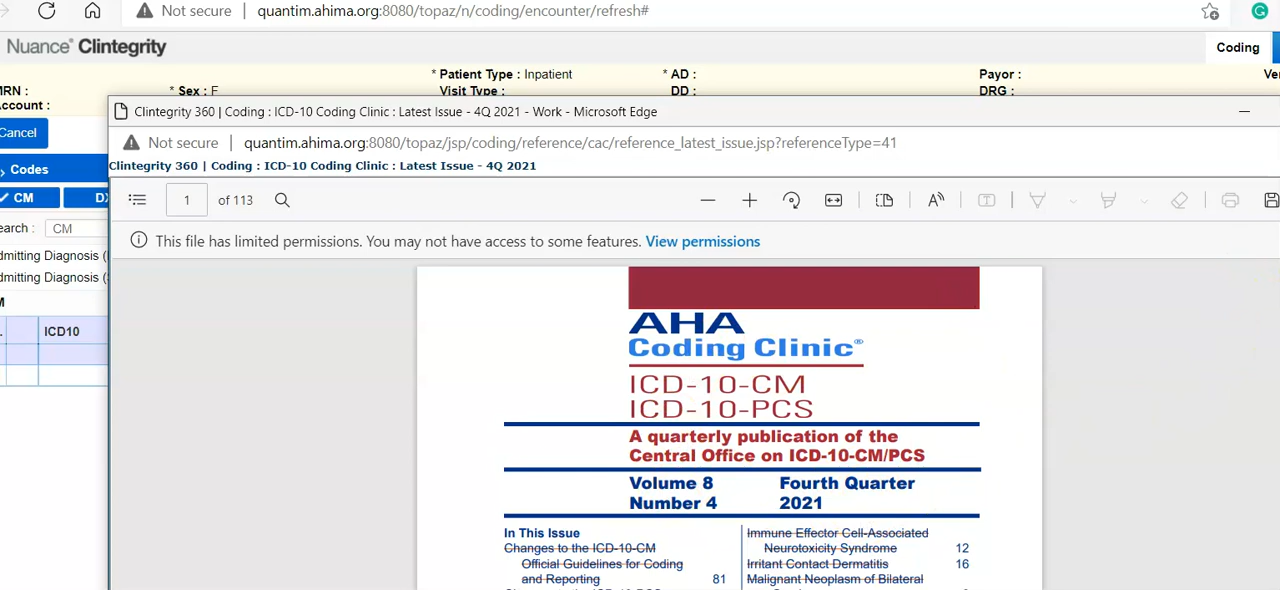 Not secure quantim.ahima.org:8080/topaz/n/coding/encounter/refresh#
Nuance® Clintegrity
Coding
* Patient Type : Inpatient * AD : Payor :
MRN : * Sex : F Visit Type : DD : DRG :
Account :
Clintegrity 360 | Coding : ICD-10 Coding Clinic : Latest Issue - 4Q 2021 - Work - Microsoft Edge
Cancel
Not secure quantim.ahima.org:8080/topaz/jsp/coding/reference/cac/reference_latest_issue.jsp?referenceType=41
Codes
Clintegrity 360 | Coding : ICD-10 Coding Clinic : Latest Issue - 4Q 2021
CM
1 of 113
CM
This file has limited permissions. You may not have access to some features. View permissions
Diagnosis (
Diagnosis (
ICD10
AHA
Coding Clinic®
ICD-10-CM
ICD-10-PCS
A quarterly publication of the
Central Office on ICD-10-CM/PCS
Volume 8 Fourth Quarter
Number 4 2021
In This Issue
Changes to the ICD-10-CM
Official Guidelines for Coding
and Reporting 81
Immune Effector Cell-Associated
Neurotoxicity Syndrome 12
Irritant Contact Dermatitis 16
Malignant Neoplasm of Bilateral